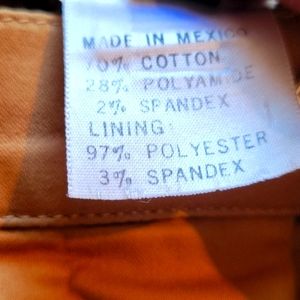 MADE IN MEXICO
70% COTTON
28% POLYAMIDE
2% SPANDEX
LINING:
97% POLYESTER
3% SPANDEX